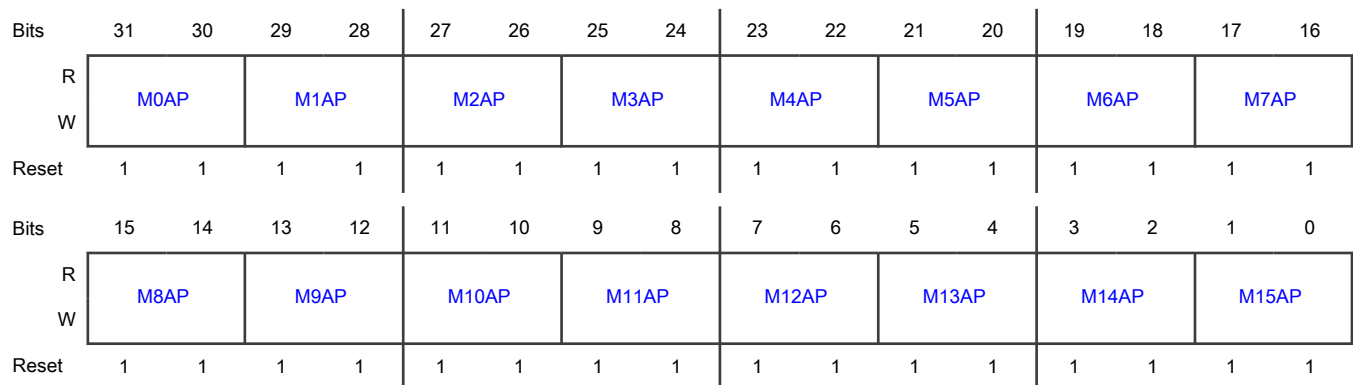 Bits 31 30 29 28 27 26 25 24 23 22 21 20 19 18 17 16
R
M0AP M1AP M2AP M3AP M4AP M5AP M6AP M7AP
W
Reset 1 1 1 1 1 1 1 1 1 1 1 1 1 1 1 1
Bits 15 14 13 12 11 10 9 8 7 6 5 4 3 2 1 0
R
M8AP M9AP M10AP M11AP M12AP M13AP M14AP M15AP
W
Reset 1 1 1 1 1 1 1 1 1 1 1 1 1 1 1 1